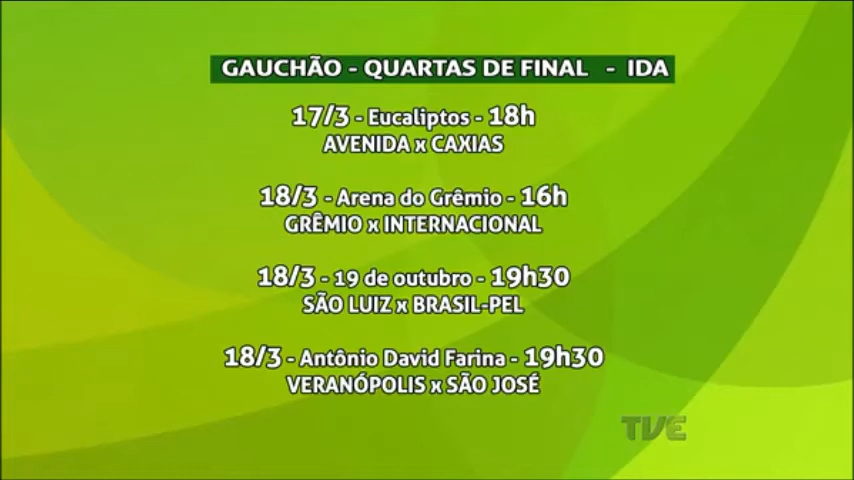 GAUCHÃO - QUARTAS DE FINAL - IDA
17/3 - Eucaliptos - 18h
AVENIDA x CAXIAS
18/3 - Arena do Grêmio - 16h
GRÊMIO x INTERNACIONAL
18/3 - 19 de outubro - 19h30
SÃO LUIZ x BRASIL-PEL
18/3 - Antônio David Farina - 19h30
VERANÓPOLIS x SÃO JOSÉ
TVE